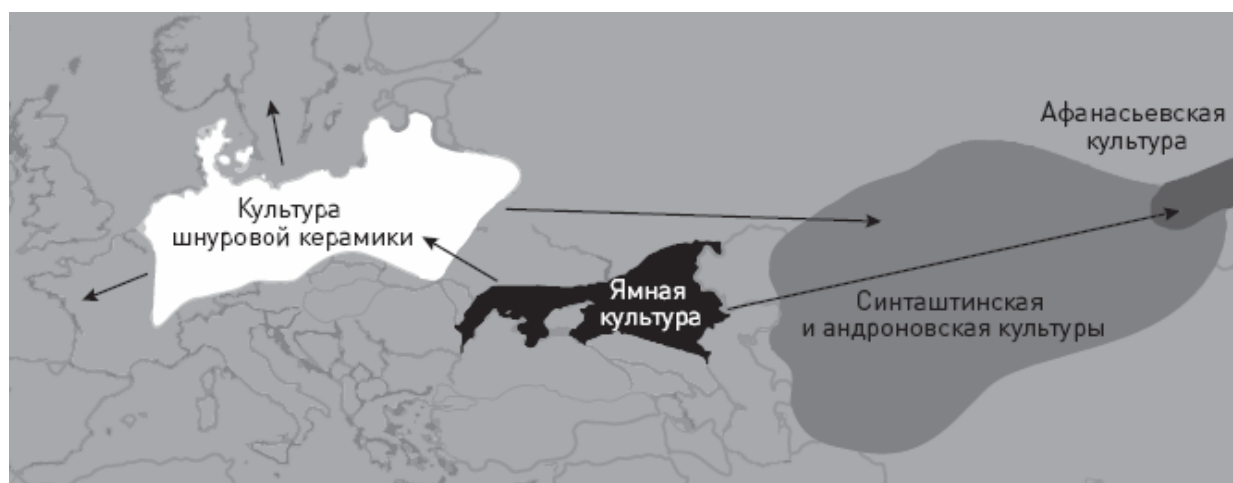 Афанасьевская
культура
Культура
шнуровой керамики
Ямная
культура
Синташтинская
и андроновская культуры